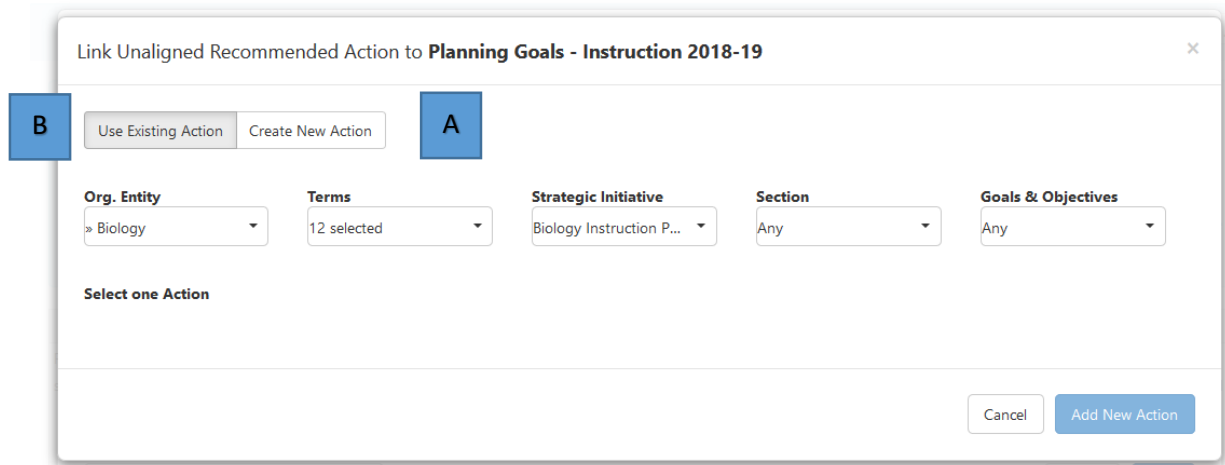 Link Unaligned Recommended Action to Planning Goals - Instruction 2018-19 ×
B Use Existing Action Create New Action A
Org. Entity Terms Strategic Initiative Section Goals & Objectives
» Biology 12 selected Biology Instruction P... Any Any
Select one Action
Cancel Add New Action